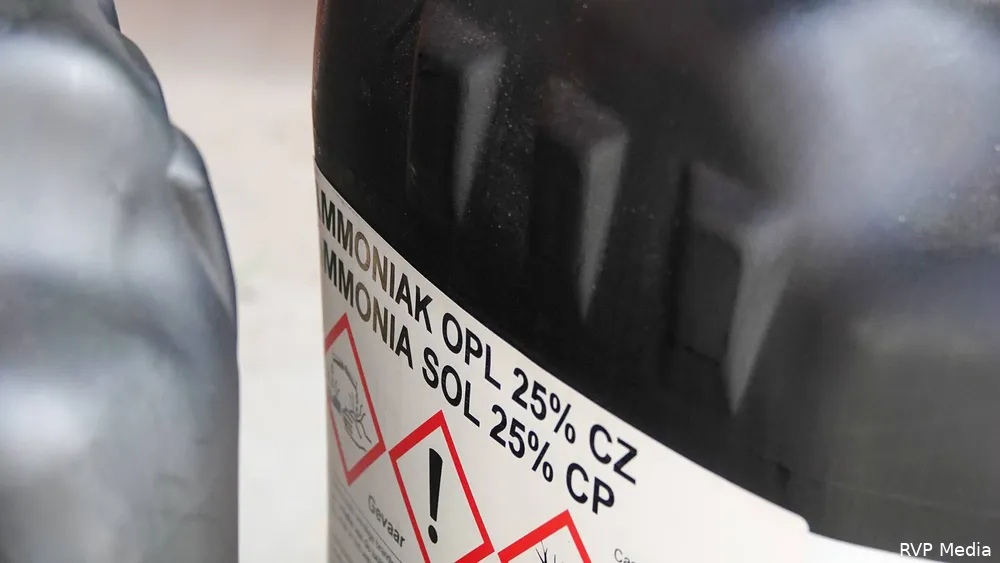 AMMONIAK OPL 25% CZ
AMMONIA SOL 25% CP
Gevaar
RVP Media